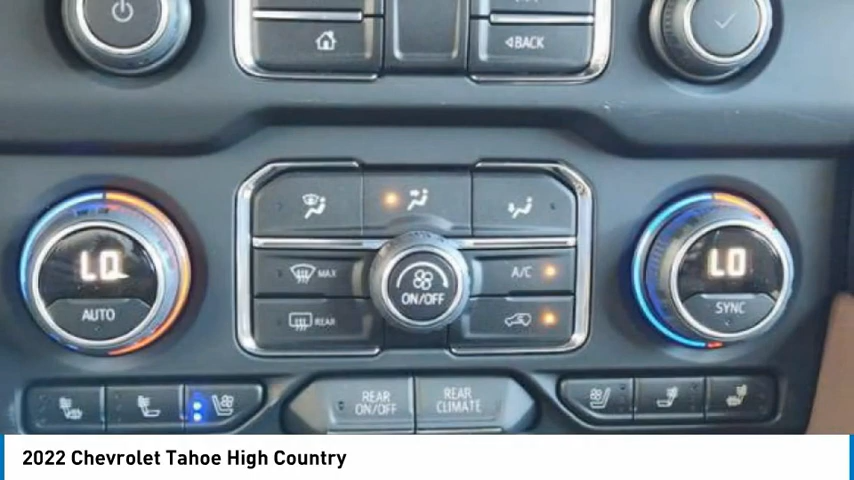 ◁BACK
LO
LO
AUTO
SYNC
MAX
A/C
ON/OFF
REAR
REAR
ON/OFF
REAR
CLIMATE
2022 Chevrolet Tahoe High Country